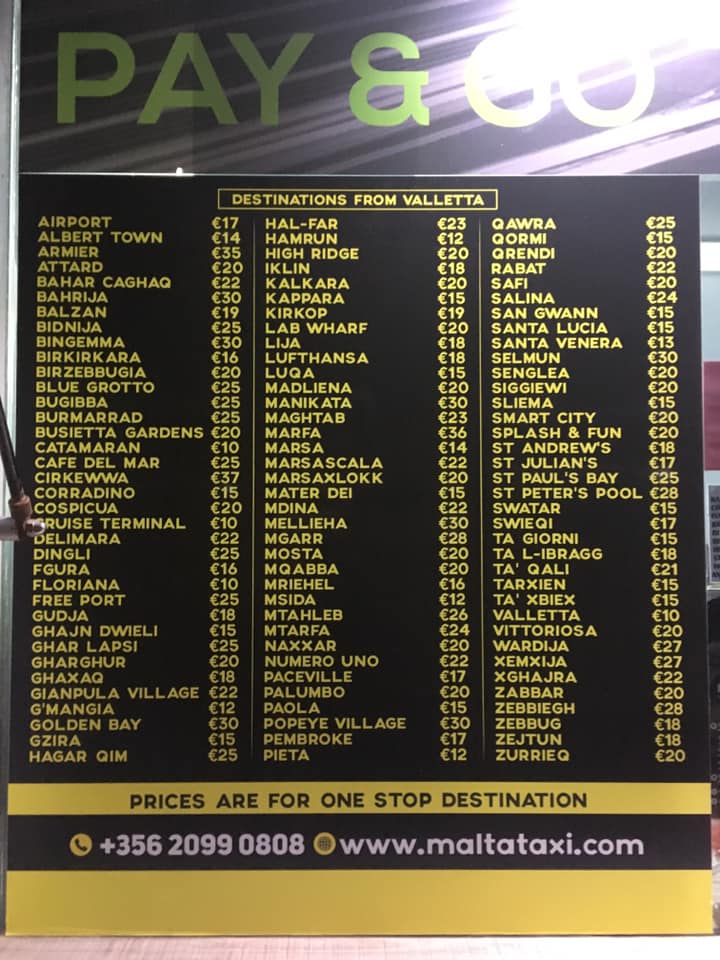 PAY & GO
DESTINATIONS FROM VALLETTA
AIRPORT €17
ALBERT TOWN €14
ARMIER €35
ATTARD €20
BAHAR CAGHAQ €22
BAHRIJA €30
BALZAN €19
BIDNIJA €25
BINGEMMA €30
BIRKIRKARA €16
BIRZEBBUGIA €20
BLUE GROTTO €25
BUGIBBA €25
BURMARRAD €25
BUSIETTA GARDENS €20
CATAMARAN €10
CAFE DEL MAR €25
CIRKEWWA €37
CORRADINO €15
COSPICUA €20
CRUISE TERMINAL €10
DELIMARA €22
DINGLI €25
FGURA €16
FLORIANA €10
FREE PORT €25
GUDJA €18
GHAJN DWIELI €15
GHAR LAPSI €25
GHARGHUR €20
GHAXAQ €18
GIANPULA VILLAGE €22
G'MANGIA €12
GOLDEN BAY €30
GZIRA €15
HAGAR QIM €25
HAL-FAR €23
HAMRUN €12
HIGH RIDGE €20
IKLIN €18
KALKARA €20
KAPPARA €15
KIRKOP €19
LAB WHARF €20
LIJA €18
LUFTHANSA €18
LUQA €15
MADLIENA €20
MANIKATA €30
MAGHTAB €23
MARFA €36
MARSA €14
MARSASCALA €22
MARSAXLOKK €20
MATER DEI €15
MDINA €22
MELLIEHA €30
MGARR €28
MOSTA €20
MQABBA €20
MRIEHEL €16
MSIDA €12
MTAHLEB €26
MTARFA €24
NAXXAR €20
NUMERO UNO €22
PACEVILLE €17
PALUMBO €20
PAOLA €15
POPEYE VILLAGE €30
PEMBROKE €17
PIETA €12
QAWRA €25
QORMI €15
QRENDI €20
RABAT €22
SAFI €20
SALINA €24
SAN GWANN €15
SANTA LUCIA €15
SANTA VENERA €13
SELMUN €30
SENGLEA €20
SIGGIEWI €20
SLIEMA €15
SMART CITY €20
SPLASH & FUN €20
ST ANDREW'S €18
ST JULIAN'S €17
ST PAUL'S BAY €25
ST PETER'S POOL €28
SWATAR €15
SWIEQI €17
TA GIORNI €15
TA L-IBRAGG €18
TA' QALI €21
TARXIEN €15
TA' XBIEX €15
VALLETTA €10
VITTORIOSA €20
WARDIJA €27
XEMXIJA €27
XGHAJRA €22
ZABBAR €20
ZEBBIEGH €28
ZEBBUG €18
ZEJTUN €18
ZURRIEQ €20
PRICES ARE FOR ONE STOP DESTINATION
+356 2099 0808 www.maltataxi.com